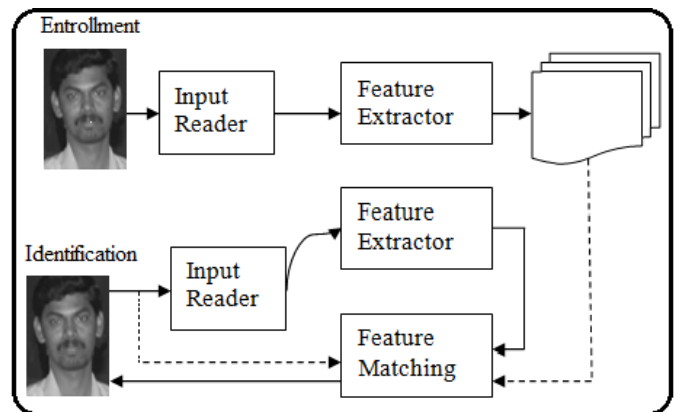 Entrollment
Input
Reader
Feature
Extractor
Feature
Extractor
Identification
Input
Reader
Feature
Matching